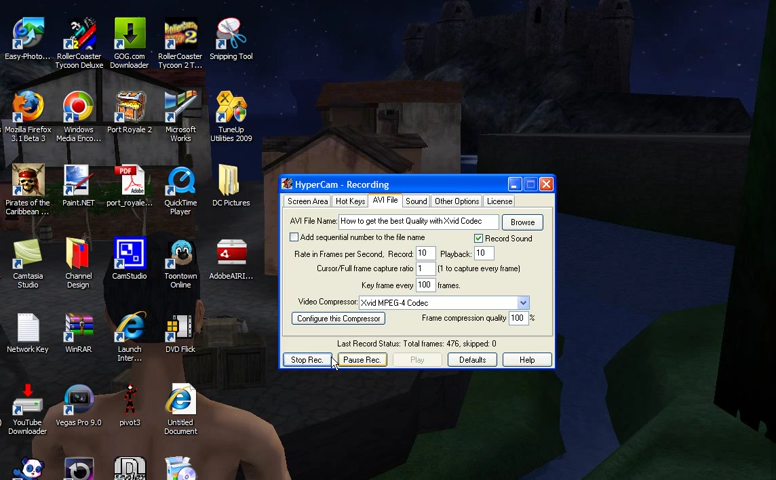 Easy-Photo... RollerCoaster Tycoon Deluxe GOG.com Downloader RollerCoaster Tycoon 2 T... Snipping Tool
Mozilla Firefox 3.1 Beta 3 Windows Media Enco... Port Royale 2 Microsoft Works TuneUp Utilities 2009
Pirates of the Caribbean ... Paint.NET PDF Adobe port_royale... QuickTime Player DC Pictures
Camtasia Studio Channel Design CamStudio Toontown Online AdobeAIRI...
Network Key WinRAR Launch Inter... DVD Flick
YouTube Downloader Vegas Pro 9.0 pivot3 Untitled Document
HyperCam - Recording
Screen Area Hot Keys AVI File Sound Other Options License
AVI File Name: How to get the best Quality with Xvid Codec Browse
Add sequential number to the file name Record Sound
Rate in Frames per Second, Record: 10 Playback: 10
Cursor/Full frame capture ratio 1 (1 to capture every frame)
Key frame every 100 frames.
Video Compressor: Xvid MPEG-4 Codec
Configure this Compressor Frame compression quality 100 %
Last Record Status: Total frames: 476, skipped: 0
Stop Rec. Pause Rec. Play Defaults Help